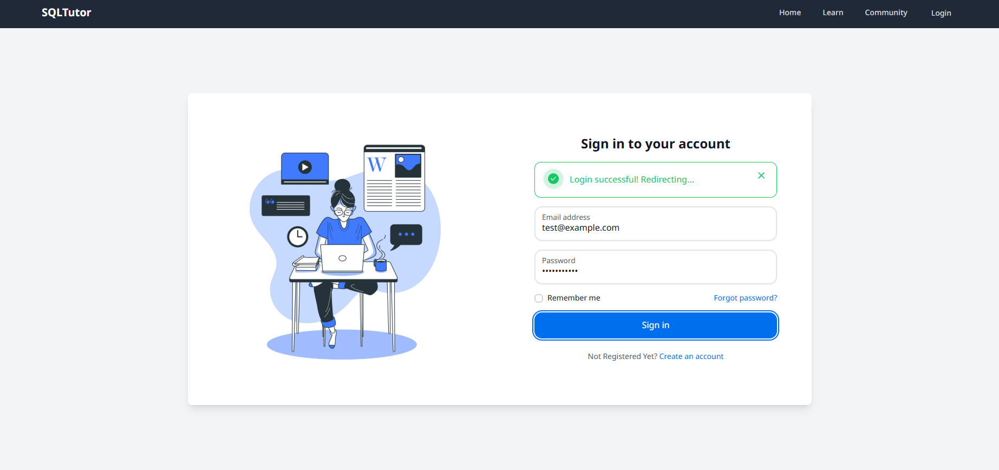 SQLTutor
Home
Learn
Community
Login
W
Sign in to your account
Login successful! Redirecting...
Email address
test@example.com
Password
•••••••••••
Remember me
Forgot password?
Sign in
Not Registered Yet? Create an account